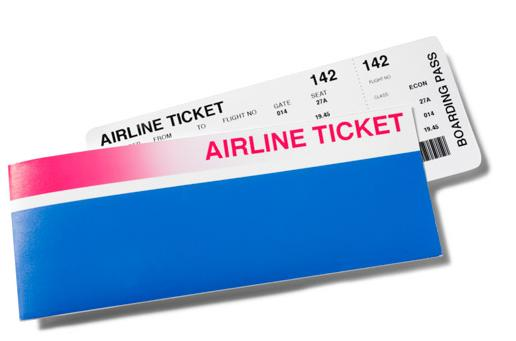 AIRLINE TICKET
FROM TO FLIGHT NO GATE SEAT 142
014 27A
19.45
142
FLIGHT NO
CLASS ECON
27A
014
19.45
BOARDING PASS
AIRLINE TICKET